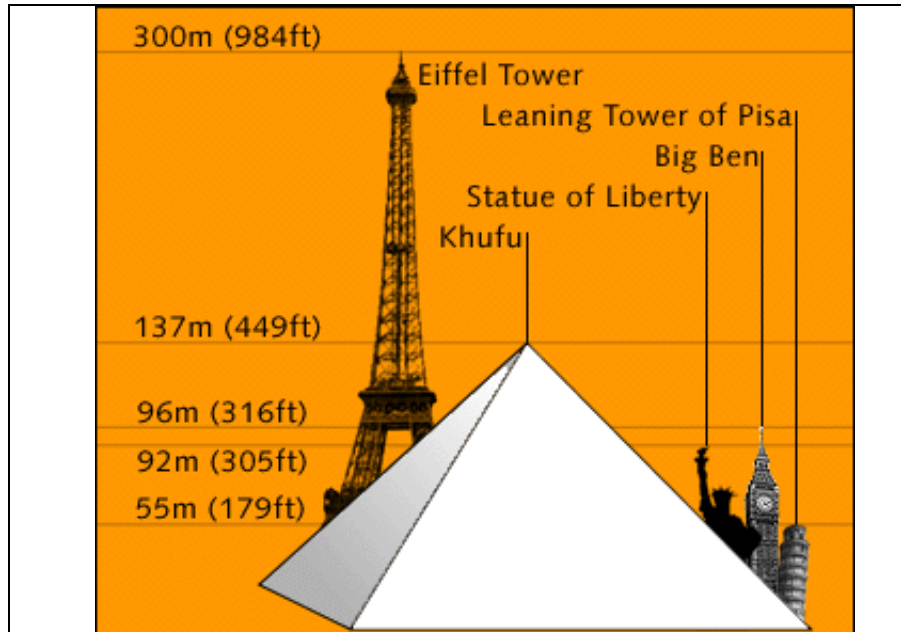 300m (984ft)
Eiffel Tower
Leaning Tower of Pisa
Big Ben
Statue of Liberty
Khufu
137m (449ft)
96m (316ft)
92m (305ft)
55m (179ft)